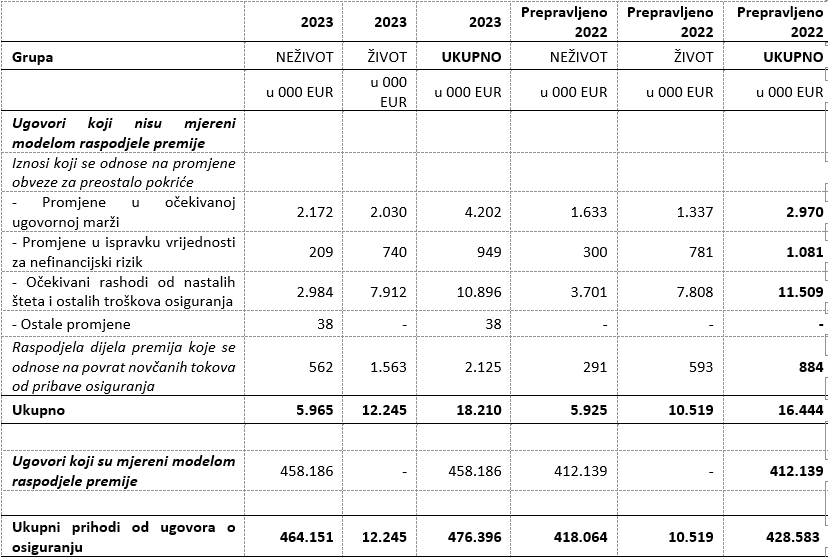 2023 2023 2023 Prepravljeno 2022 Prepravljeno 2022 Prepravljeno 2022
Grupa NEŽIVOT ŽIVOT UKUPNO NEŽIVOT ŽIVOT UKUPNO
u 000 EUR u 000 EUR u 000 EUR u 000 EUR u 000 EUR u 000 EUR
Ugovori koji nisu mjereni
modelom raspodjele premije
Iznosi koji se odnose na promjene
obveze za preostalo pokriće
- Promjene u očekivanoj
ugovornoj marži 2.172 2.030 4.202 1.633 1.337 2.970
- Promjene u ispravku vrijednosti
za nefinancijski rizik 209 740 949 300 781 1.081
- Očekivani rashodi od nastalih
šteta i ostalih troškova osiguranja 2.984 7.912 10.896 3.701 7.808 11.509
- Ostale promjene 38 - 38 - - -
Raspodjela dijela premija koje se
odnose na povrat novčanih tokova
od pribave osiguranja 562 1.563 2.125 291 593 884
Ukupno 5.965 12.245 18.210 5.925 10.519 16.444
Ugovori koji su mjereni modelom
raspodjele premije 458.186 - 458.186 412.139 - 412.139
Ukupni prihodi od ugovora o
osiguranju 464.151 12.245 476.396 418.064 10.519 428.583